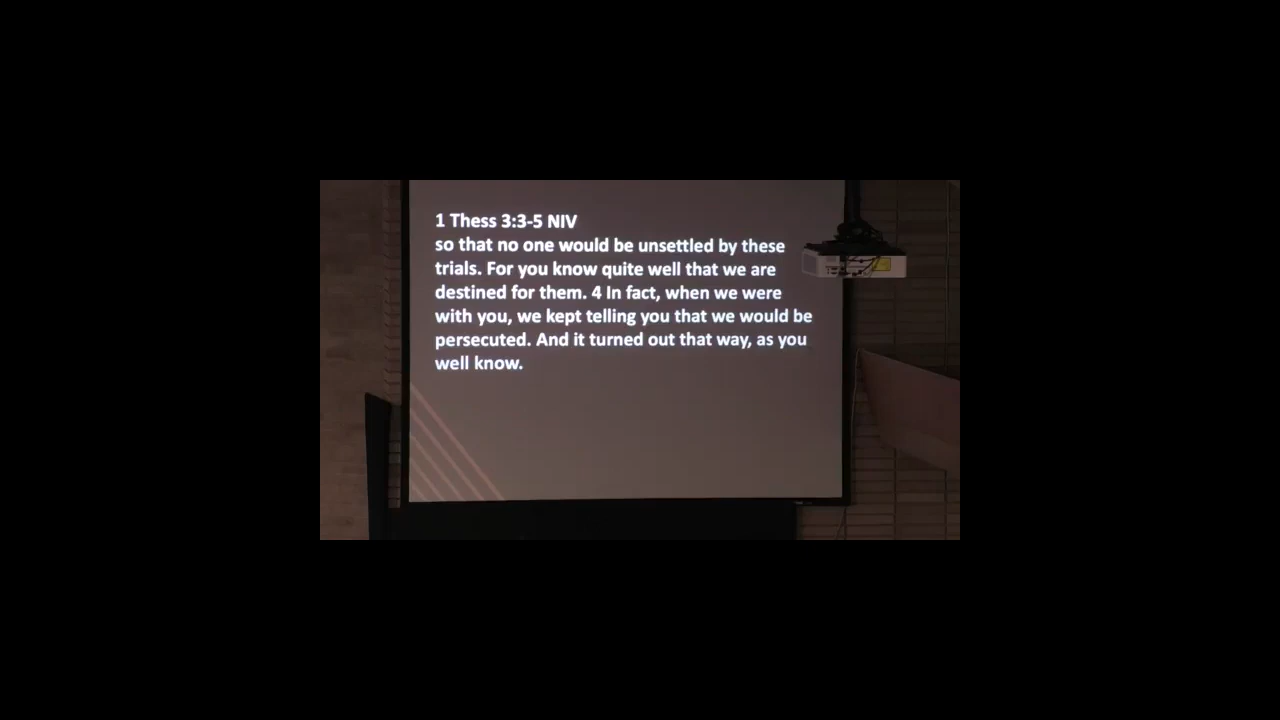 1 Thess 3:3-5 NIV
so that no one would be unsettled by these
trials. For you know quite well that we are
destined for them. 4 In fact, when we were
with you, we kept telling you that we would be
persecuted. And it turned out that way, as you
well know.